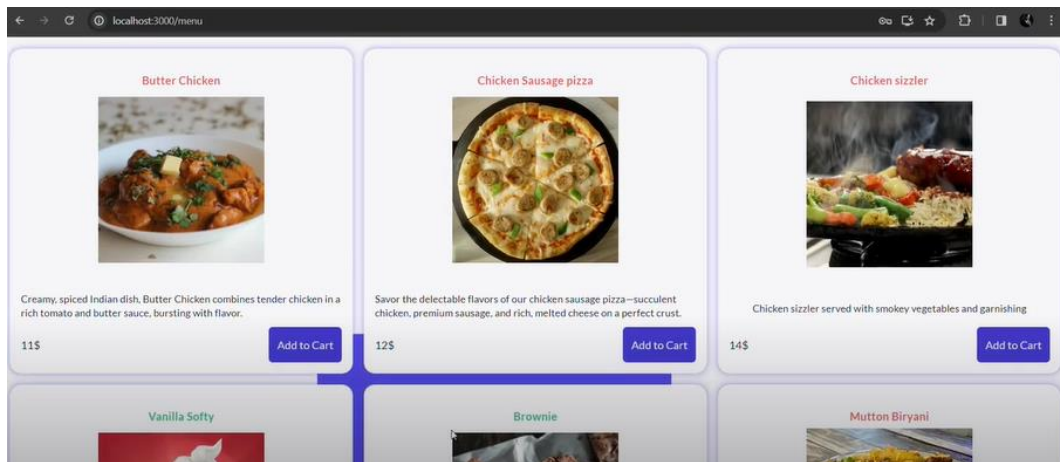 localhost:3000/menu
Butter Chicken
Chicken Sausage pizza
Chicken sizzler
Creamy, spiced Indian dish, Butter Chicken combines tender chicken in a
rich tomato and butter sauce, bursting with flavor.
Savor the delectable flavors of our chicken sausage pizza—succulent
chicken, premium sausage, and rich, melted cheese on a perfect crust.
Chicken sizzler served with smokey vegetables and garnishing
11$
Add to Cart
12$
Add to Cart
14$
Add to Cart
Vanilla Softy
Brownie
Mutton Biryani